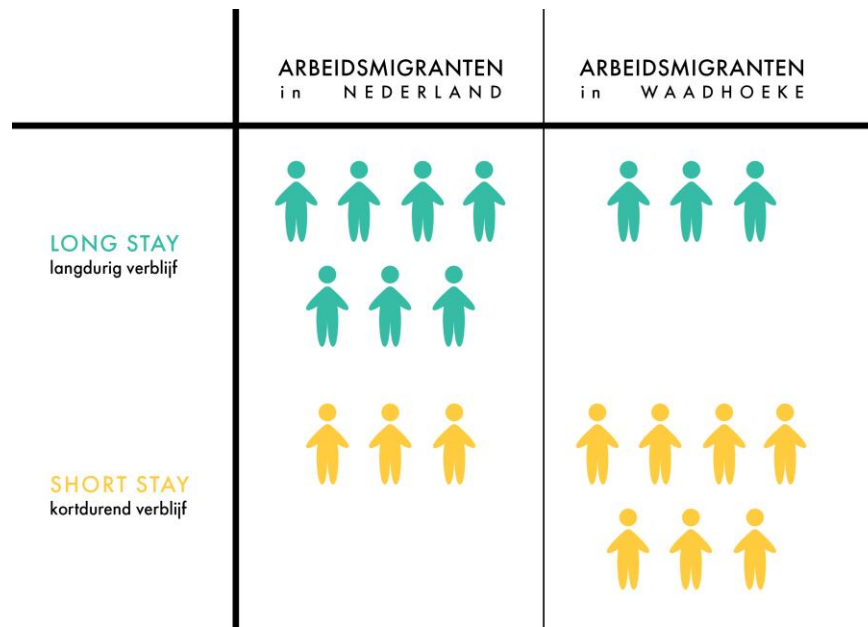 ARBEIDSMIGRANTEN
in NEDERLAND
ARBEIDSMIGRANTEN
in WAADHOEKE
LONG STAY
langdurig verblijf
SHORT STAY
kortdurend verblijf